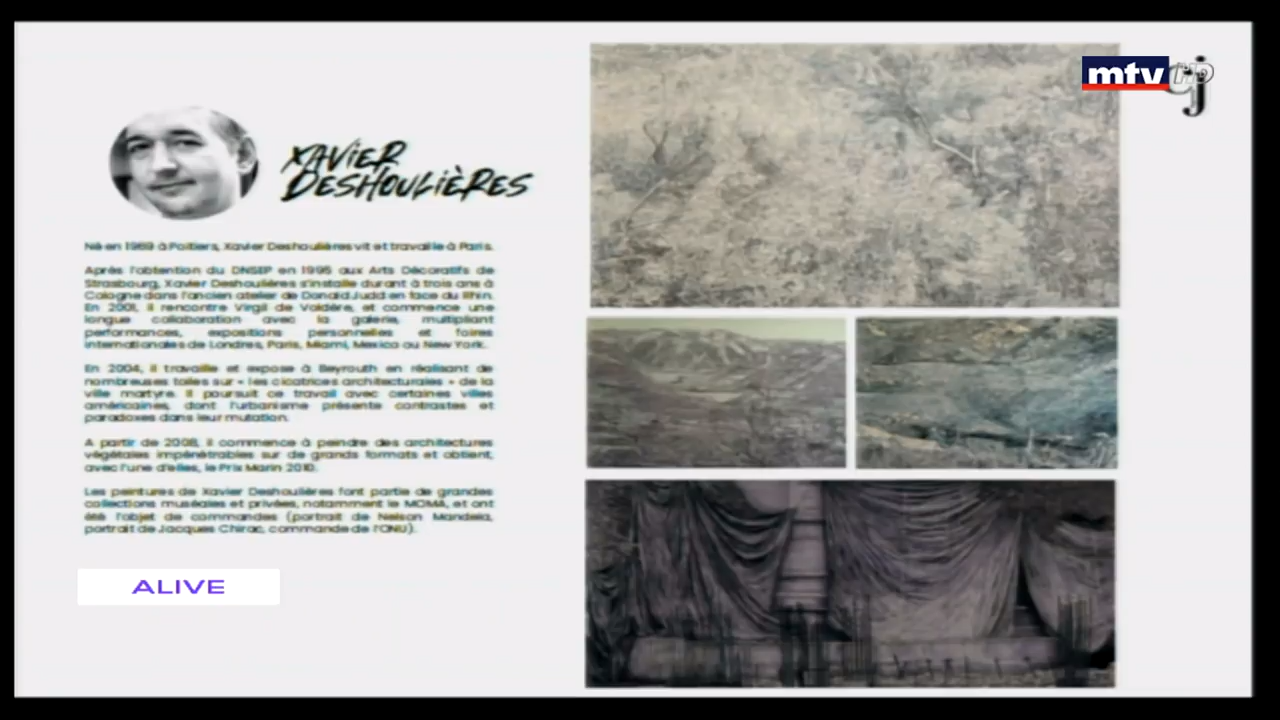 mtv HD
cj
XAVIER
DESHOULIÈRES
Né en 1969 à Poitiers, Xavier Deshoulières vit et travaille à Paris.
Après l'obtention du DNSEP en 1995 aux Arts Décoratifs de
Strasbourg, Xavier Deshoulières s'installe durant à trois ans à
Cologne dans l'ancien atelier de Donald Judd en face du Rhin.
En 2001, il rencontre Virgil de Voldère, et commence une
longue collaboration avec la galerie, multipliant
performances, expositions personnelles et foires
internationales de Londres, Paris, Miami, Mexico ou New York.
En 2004, il travaille et expose à Beyrouth en réalisant de
nombreuses toiles sur « les cicatrices architecturales » de la
ville martyre. Il poursuit ce travail avec certaines villes
américaines, dont l'urbanisme présente contrastes et
paradoxes dans leur mutation.
A partir de 2008, il commence à peindre des architectures
végétales impénétrables sur de grands formats et obtient,
avec l'une d'elles, le Prix Marin 2010.
Les peintures de Xavier Deshoulières font partie de grandes
collections muséales et privées, notamment le MOMA, et ont
été l'objet de commandes (portrait de Nelson Mandela,
portrait de Jacques Chirac, commande de l'ONU).
ALIVE